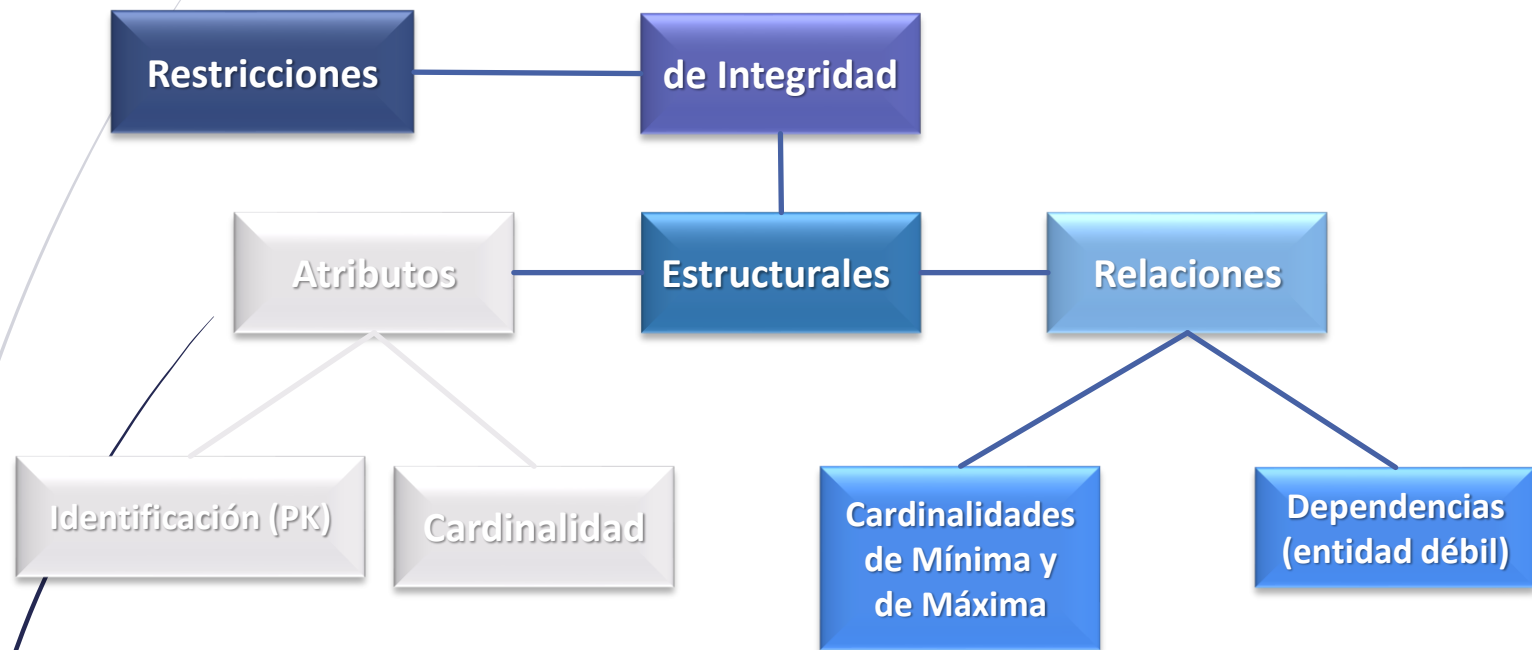 Restricciones
de Integridad
Atributos
Estructurales
Relaciones
Identificación (PK)
Cardinalidad
Cardinalidades
de Mínima y
de Máxima
Dependencias
(entidad débil)